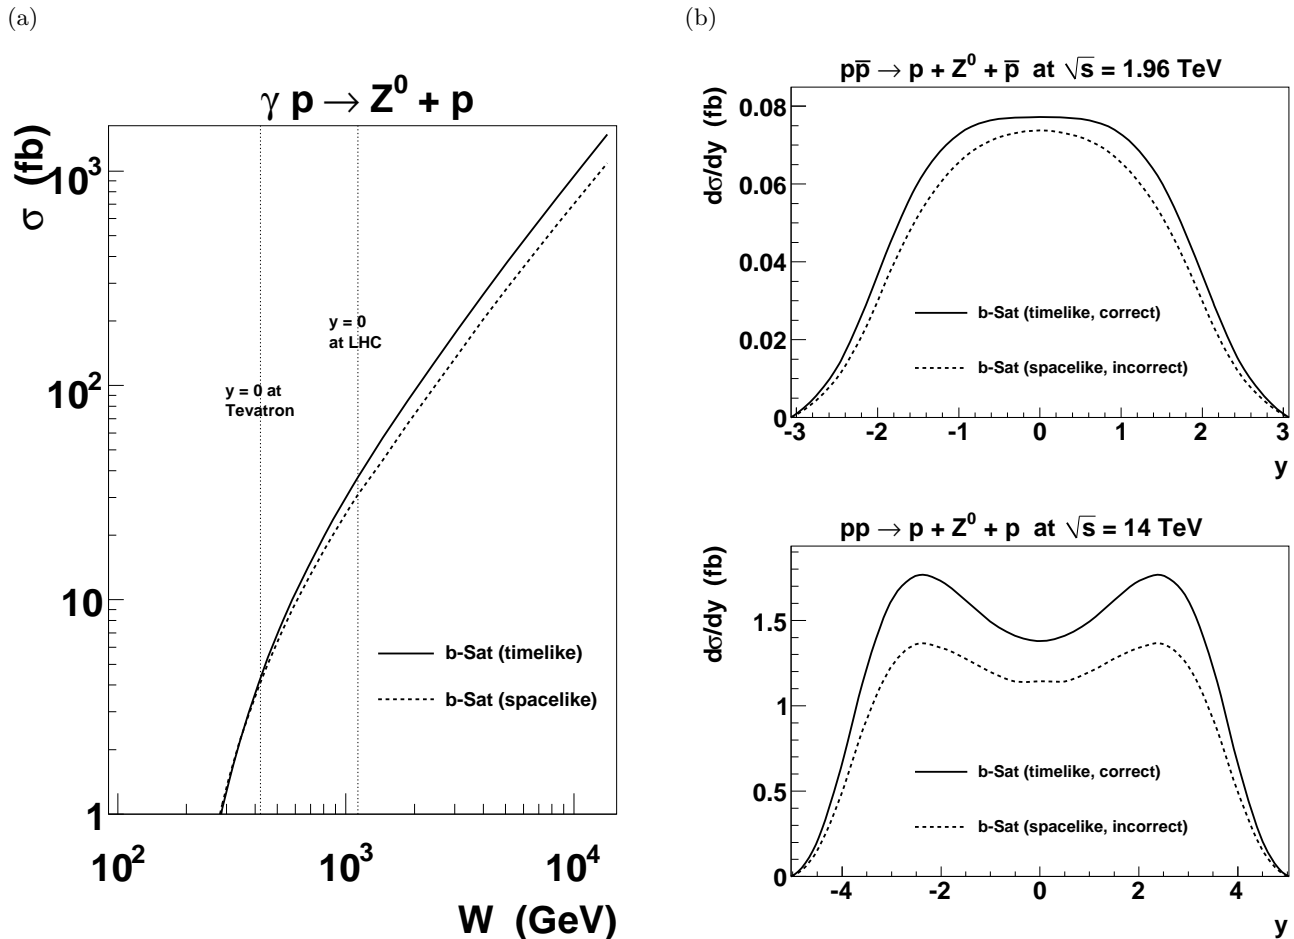 (a)
γ p → Z⁰ + p
σ (fb)
10³
10²
10
1
y = 0
at LHC
y = 0 at
Tevatron
b-Sat (timelike)
b-Sat (spacelike)
10² 10³ 10⁴
W (GeV)
(b)
pp̅ → p + Z⁰ + p̅ at √s = 1.96 TeV
dσ/dy (fb)
0.08
0.06
0.04
0.02
0
b-Sat (timelike, correct)
b-Sat (spacelike, incorrect)
-3 -2 -1 0 1 2 3
y
pp → p + Z⁰ + p at √s = 14 TeV
dσ/dy (fb)
1.5
1
0.5
0
b-Sat (timelike, correct)
b-Sat (spacelike, incorrect)
-4 -2 0 2 4
y